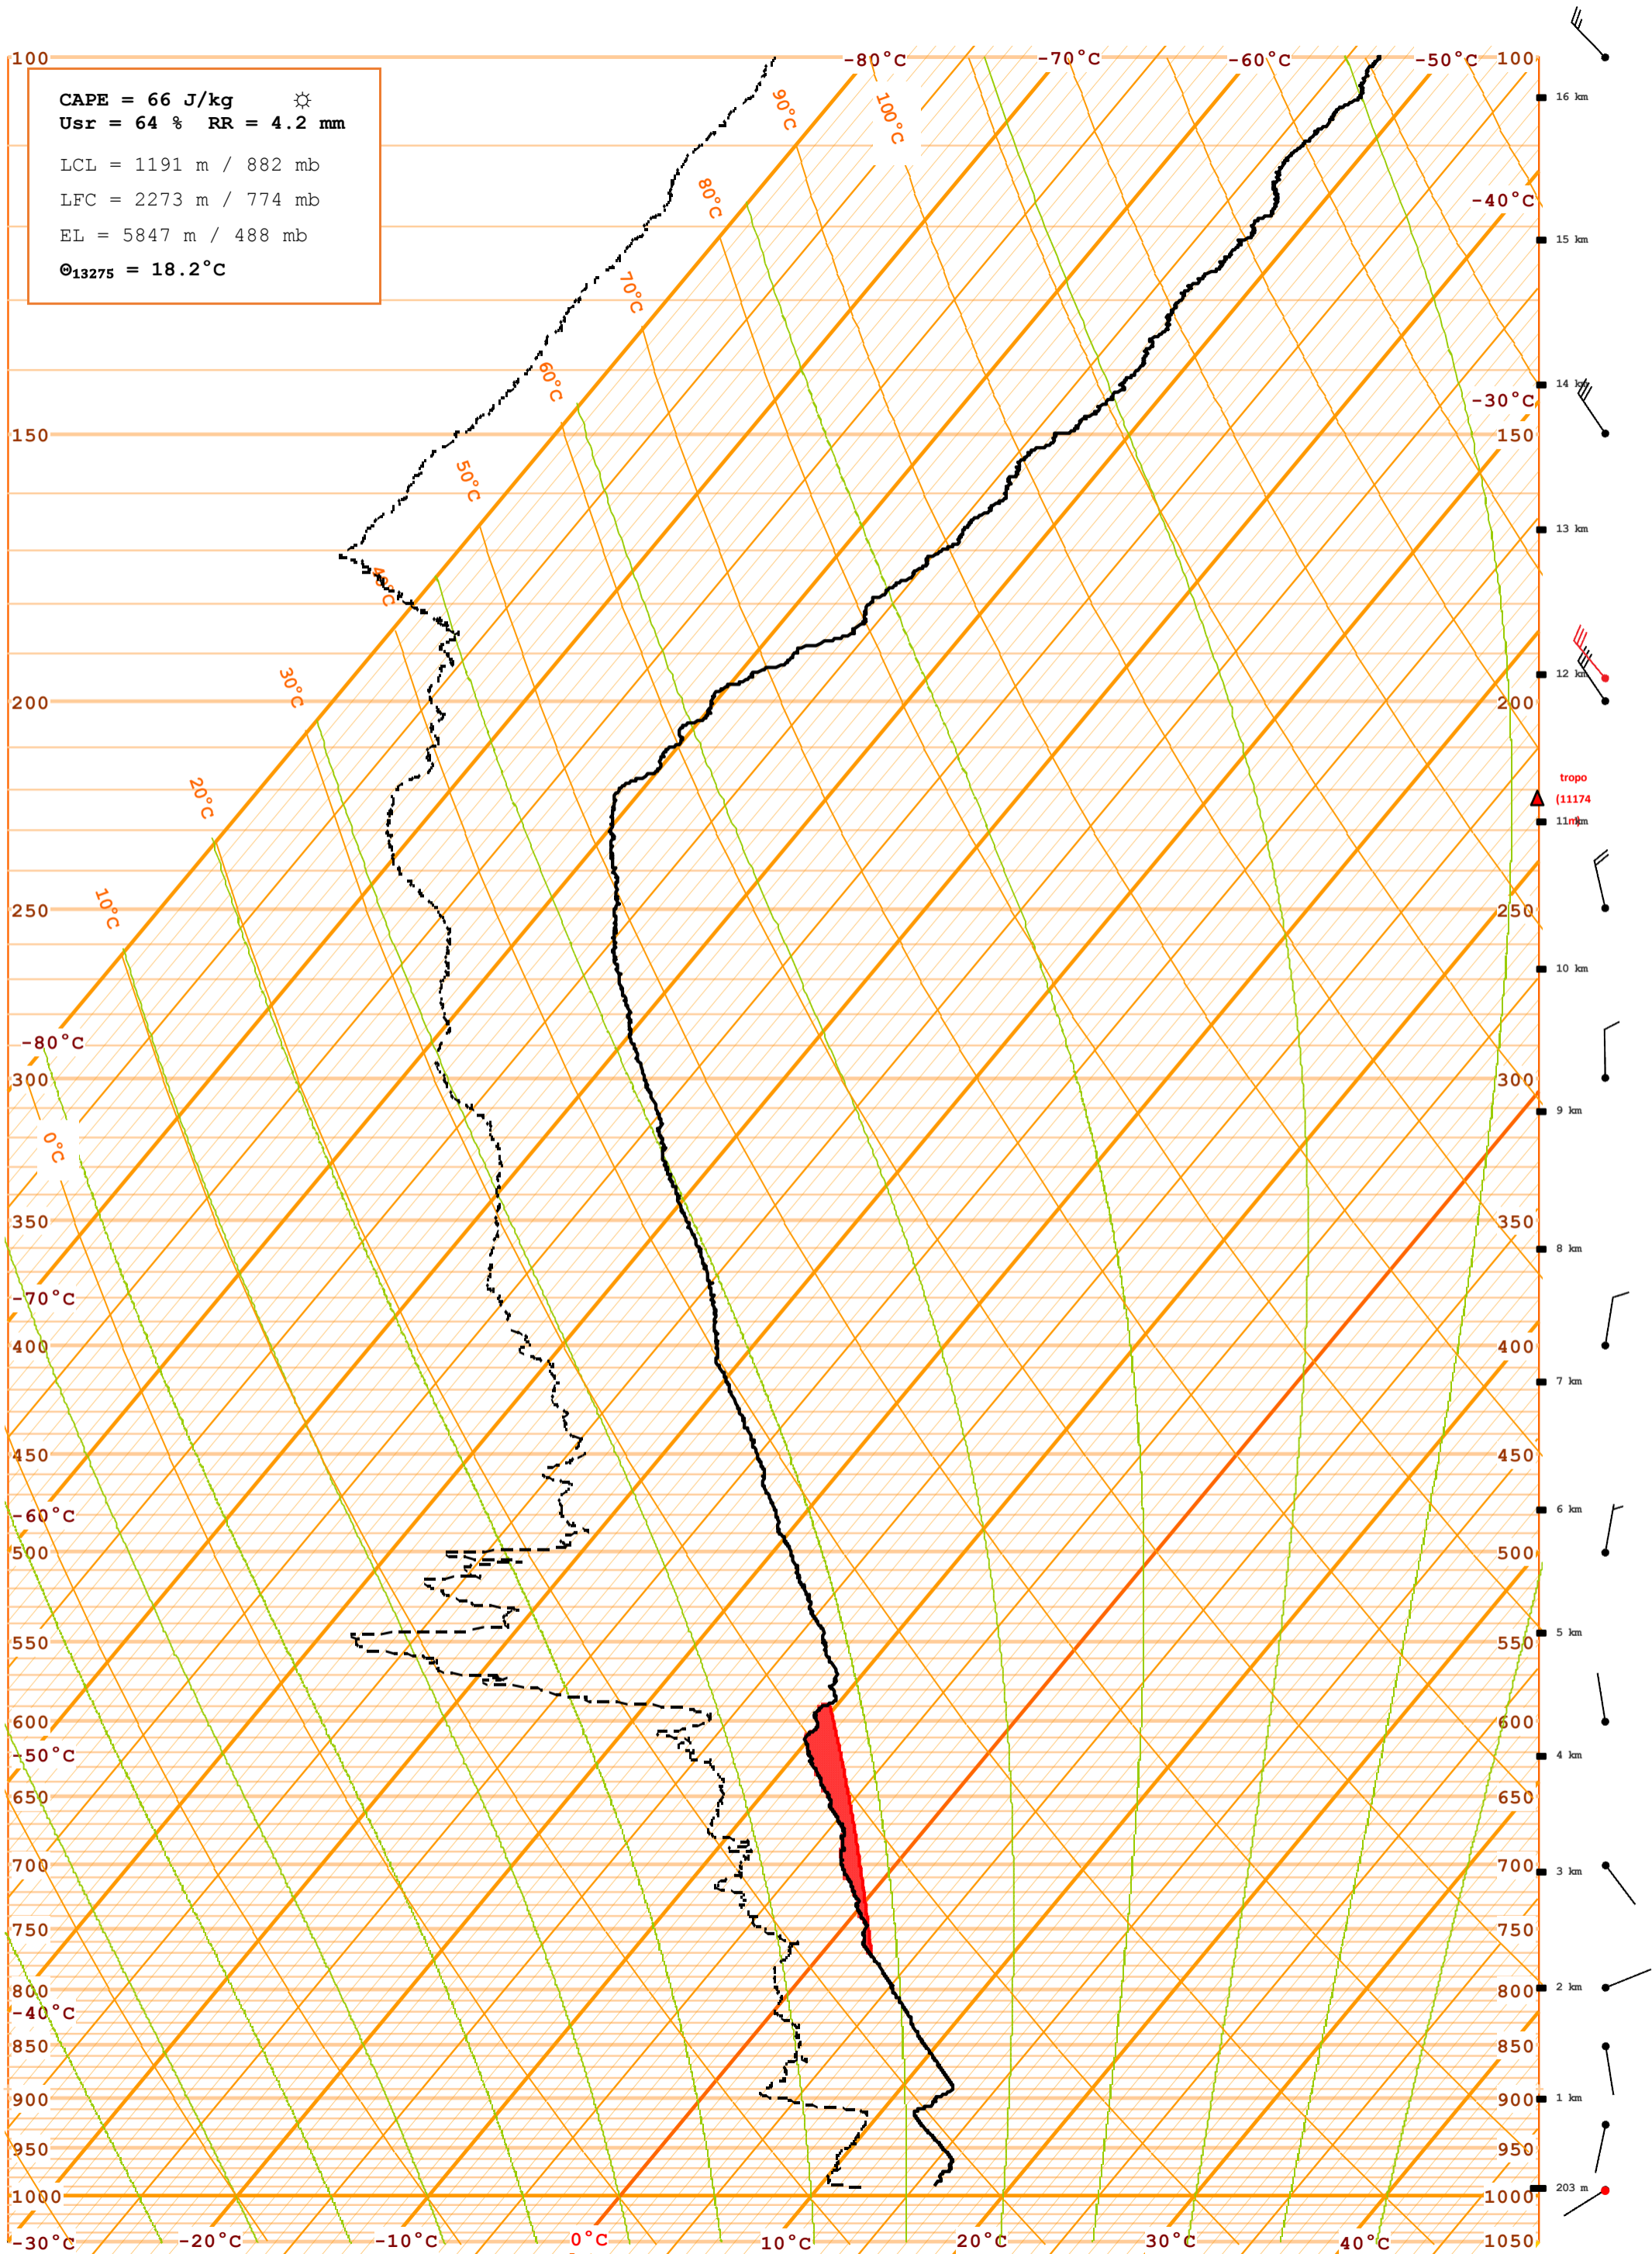 -80°C -70°C -60°C -50°C
100 100
CAPE = 66 J/kg
Usr = 64 % RR = 4.2 mm
LCL = 1191 m / 882 mb
LFC = 2273 m / 774 mb
EL = 5847 m / 488 mb
Θ13275 = 18.2°C
90°C 100°C
16 km
80°C
-40°C
15 km
70°C
60°C
14 km
-30°C
150 150
50°C
13 km
40°C
30°C
12 km
200 200
20°C
tropo
(11174
m)
11 km
10°C
250 250
10 km
-80°C
300 300
9 km
0°C
350 350
8 km
-70°C
400 400
7 km
450 450
6 km
-60°C
500 500
5 km
550 550
600 600
-50°C
4 km
650 650
700 700
3 km
750 750
2 km
800 800
-40°C
850 850
900 900
1 km
950 950
203 m
1000 1000
-30°C -20°C -10°C 0°C 10°C 20°C 30°C 40°C 1050